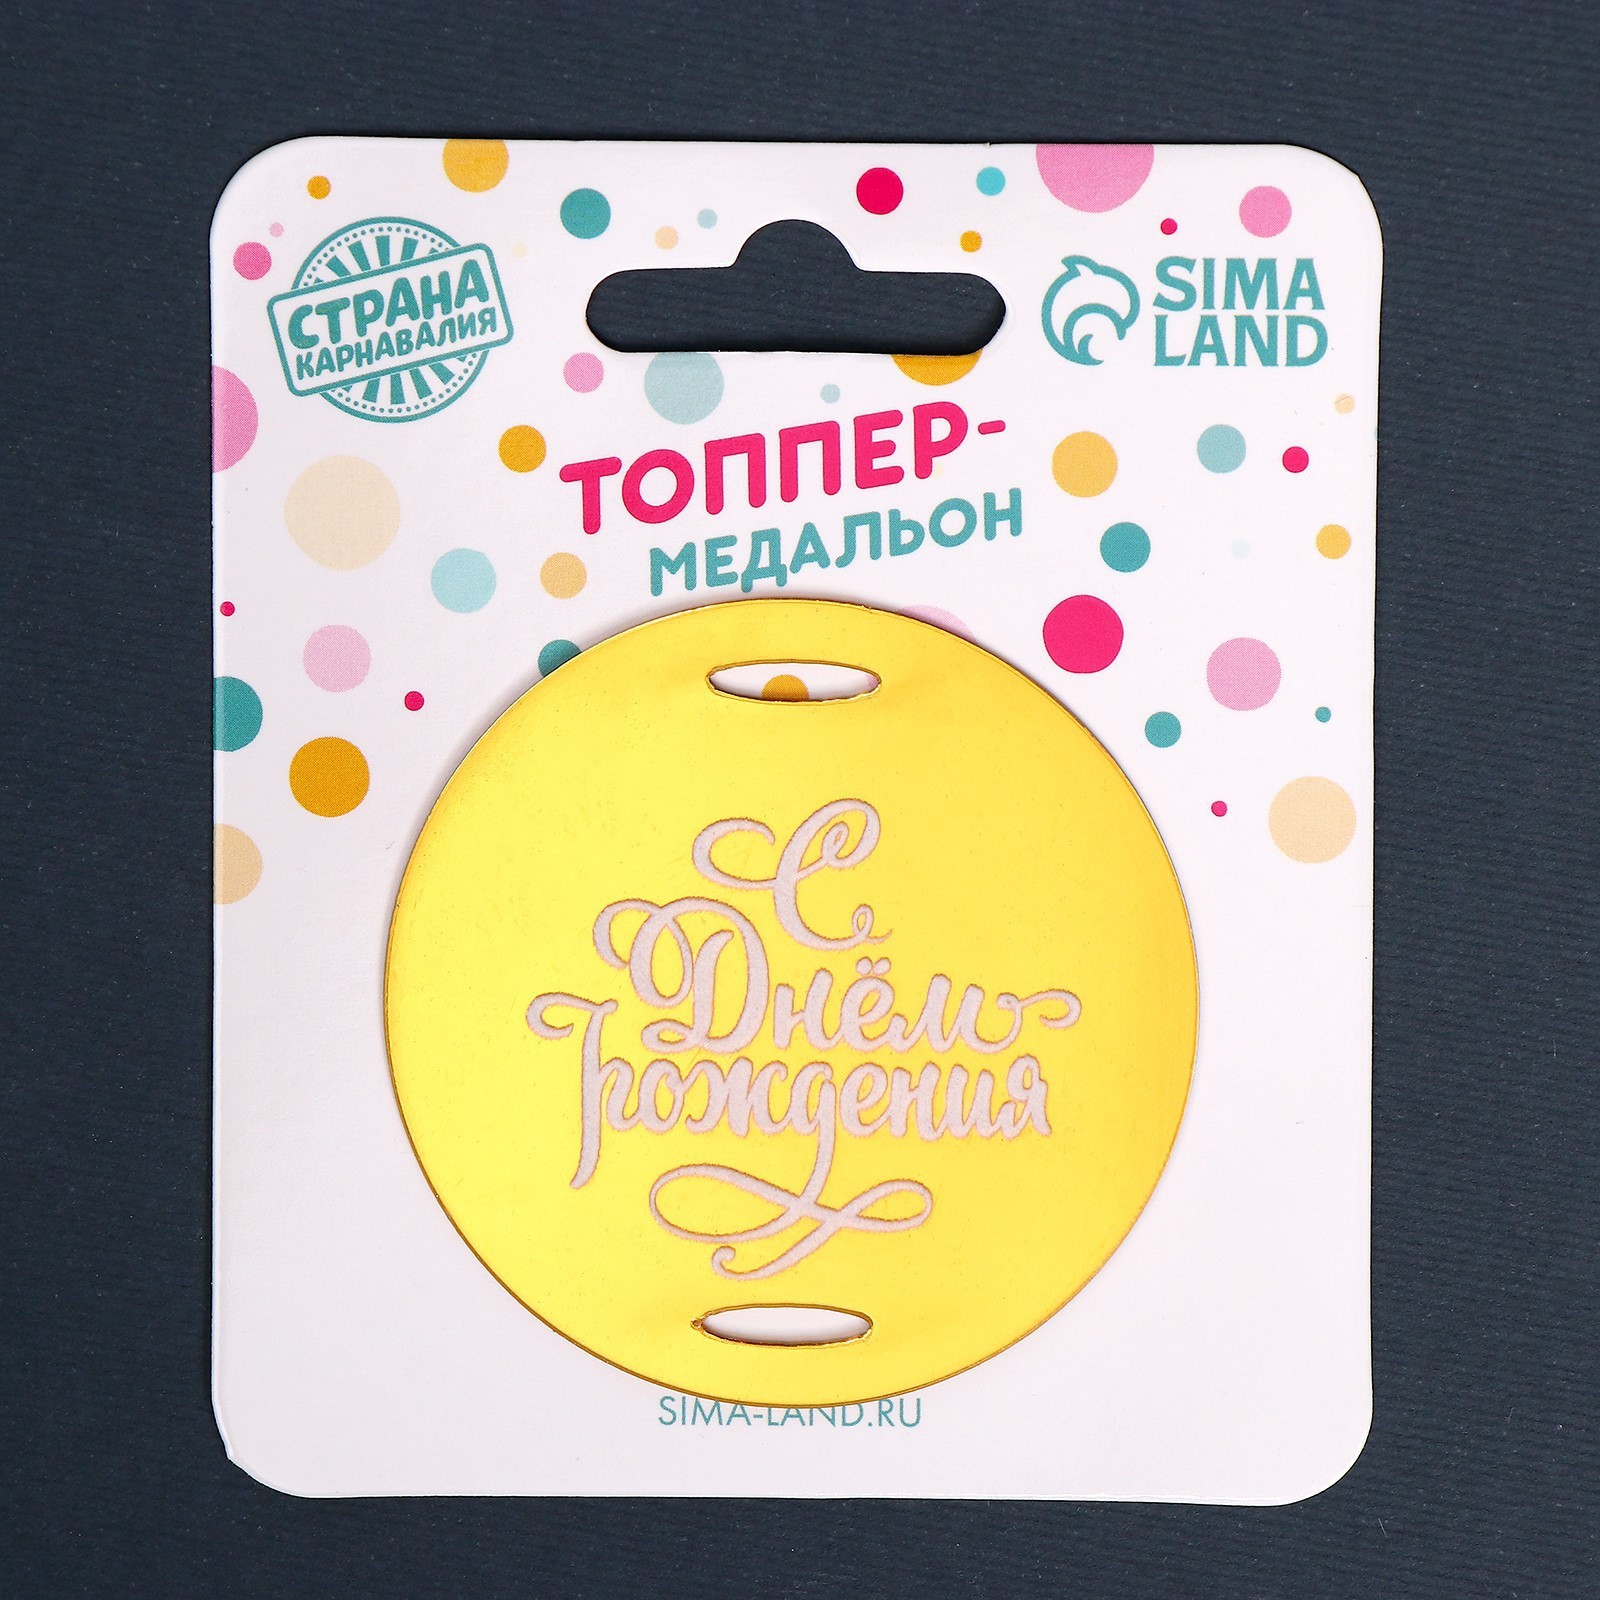 СТРАНА
КАРНАВАЛИЯ
SIMA
LAND
ТОППЕР-
МЕДАЛЬОН
С
Днём
рождения
SIMA-LAND.RU